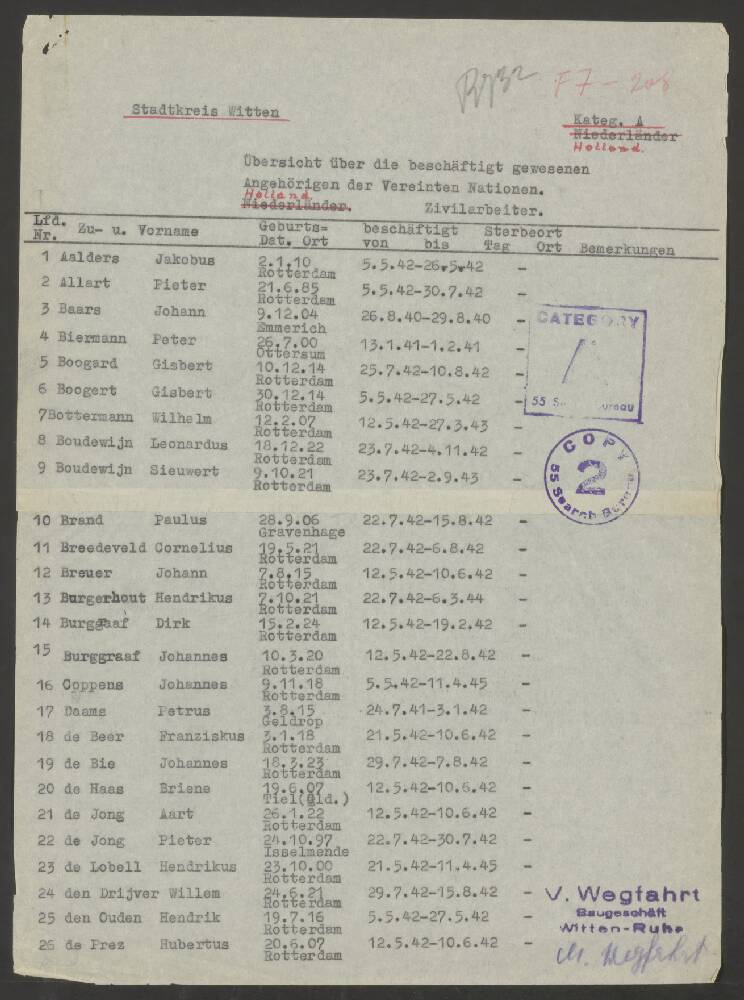 F7-208
Stadtkreis Witten
Kateg. A
Niederländer
Holland.
Übersicht über die beschäftigt gewesenen
Angehörigen der Vereinten Nationen.
Holland
Niederländer. Zivilarbeiter.
Lfd. Nr. Zu- u. Vorname Geburts= Dat. Ort beschäftigt von bis Sterbeort Tag Ort Bemerkungen
1 Aalders Jakobus 2.1.10 5.5.42-26.5.42 -
Rotterdam
2 Allart Pieter 21.6.85 5.5.42-30.7.42 -
Rotterdam
3 Baars Johann 9.12.04 26.8.40-29.8.40 -
Emmerich
4 Biermann Peter 26.7.00 13.1.41-1.2.41 -
Ottersum
5 Boogard Gisbert 10.12.14 25.7.42-10.8.42 -
Rotterdam
6 Boogert Gisbert 30.12.14 5.5.42-27.5.42 -
Rotterdam
7Bottermann Wilhelm 12.2.07 12.5.42-27.3.43 -
Rotterdam
8 Boudewijn Leonardus 18.12.22 23.7.42-4.11.42 -
Rotterdam
9 Boudewijn Sieuwert 9.10.21 23.7.42-2.9.43 -
Rotterdam
CATEGORY
A
55
COPY
2
55 Search Bureau
10 Brand Paulus 28.9.06 22.7.42-15.8.42 -
Gravenhage
11 Breedeveld Cornelius 19.5.21 22.7.42-6.8.42 -
Rotterdam
12 Breuer Johann 7.8.15 12.5.42-10.6.42 -
Rotterdam
13 Burgerhout Hendrikus 7.10.21 22.7.42-6.3.44 -
Rotterdam
14 Burggraaf Dirk 15.2.24 12.5.42-19.2.42 -
Rotterdam
15 Burggraaf Johannes 10.3.20 12.5.42-22.8.42 -
Rotterdam
16 Coppens Johannes 9.11.18 5.5.42-11.4.45 -
Rotterdam
17 Daams Petrus 3.8.15 24.7.41-3.1.42 -
Geldrop
18 de Beer Franziskus 3.1.18 21.5.42-10.6.42 -
Rotterdam
19 de Bie Johannes 18.3.23 29.7.42-7.8.42 -
Rotterdam
20 de Haas Briene 19.6.07 12.5.42-10.6.42 -
Tiel(Gld.)
21 de Jong Aart 26.1.22 12.5.42-10.6.42 -
Rotterdam
22 de Jong Pieter 24.10.97 22.7.42-30.7.42 -
Isselmende
23 de Lobell Hendrikus 23.10.00 21.5.42-11.4.45 -
Rotterdam
24 den Drijver Willem 24.6.21 29.7.42-15.8.42 -
Rotterdam
25 den Ouden Hendrik 19.7.16 5.5.42-27.5.42 -
Rotterdam
26 de Prez Hubertus 20.6.07 12.5.42-10.6.42 -
Rotterdam
V. Wegfahrt
Baugeschäft
Witten-Ruhr
M. Wegfahrt